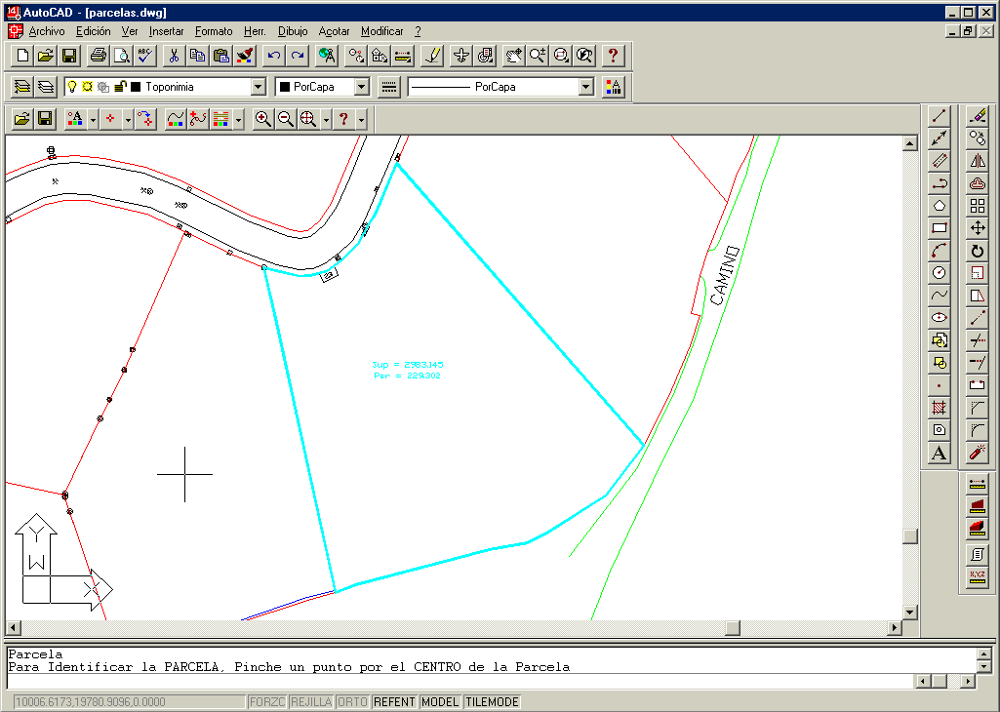 AutoCAD - [parcelas.dwg]
Archivo Edición Ver Insertar Formato Herr. Dibujo Acotar Modificar ?
ABC ?
Toponimia PorCapa PorCapa A
A ?
CAMINO
Sup = 2983.145
Per = 229.302
A
Y
W
X
X,Y,Z
Parcela
Para Identificar la PARCELA, Pinche un punto por el CENTRO de la Parcela
10006.6173,19780.9096,0.0000 FORZC REJILLA ORTO REFENT MODEL TILEMODE